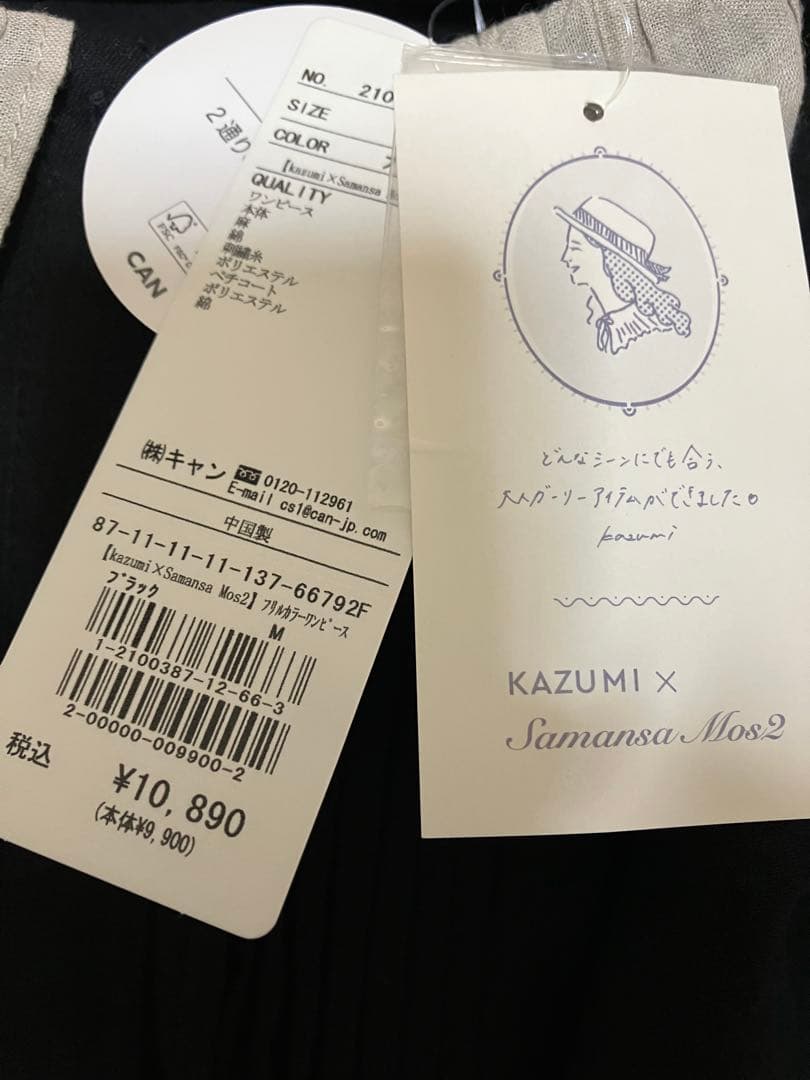 2通り
FSC
CAN
NO. 210
SIZE
COLOR
【kazumi×Samansa
QUALITY
ワンピース
本体
麻
綿
刺繍糸
ポリエステル
ペチコート
ポリエステル
綿
㈱キャン 0120-112961
E-mail cs1@can-jp.com
中国製
87-11-11-11-137-66792F
【kazumi×Samansa Mos2】フリルカラーワンピース
ブラック M
1-2100387-12-66-3
2-00000-009900-2
税込 ¥10,890
(本体¥9,900)
どんなシーンにでも合う、
大人ガーリーアイテムができました。
kazumi
KAZUMI ×
Samansa Mos2